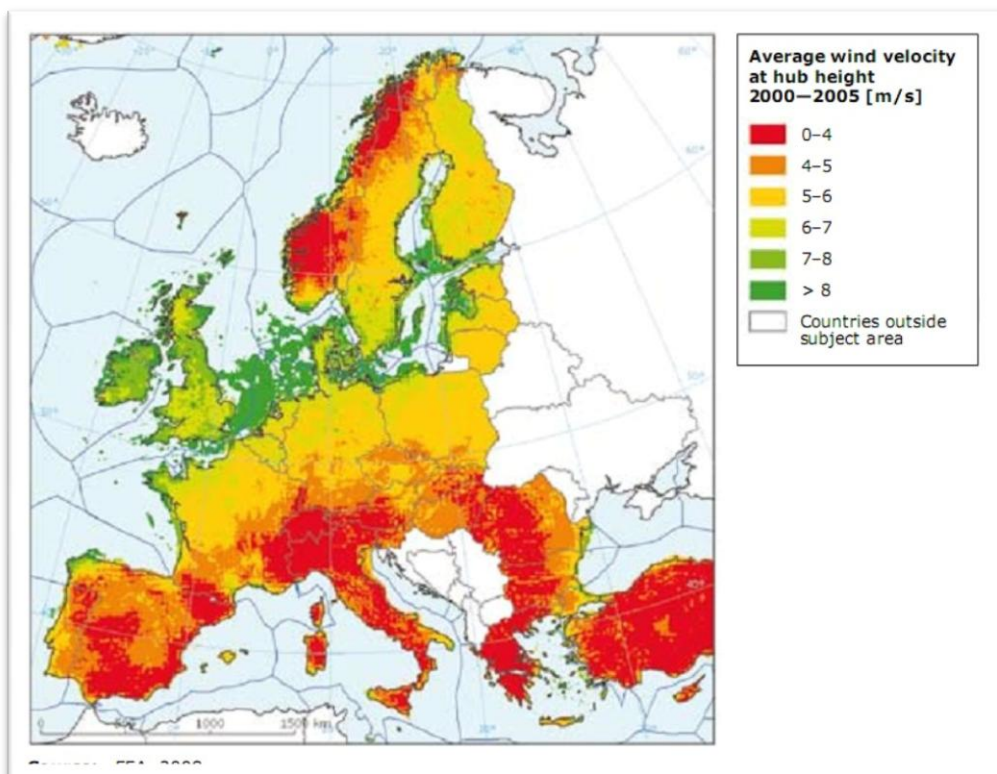 Average wind velocity
at hub height
2000—2005 [m/s]
0–4
4–5
5–6
6–7
7–8
> 8
Countries outside
subject area
0
1000
1500 km